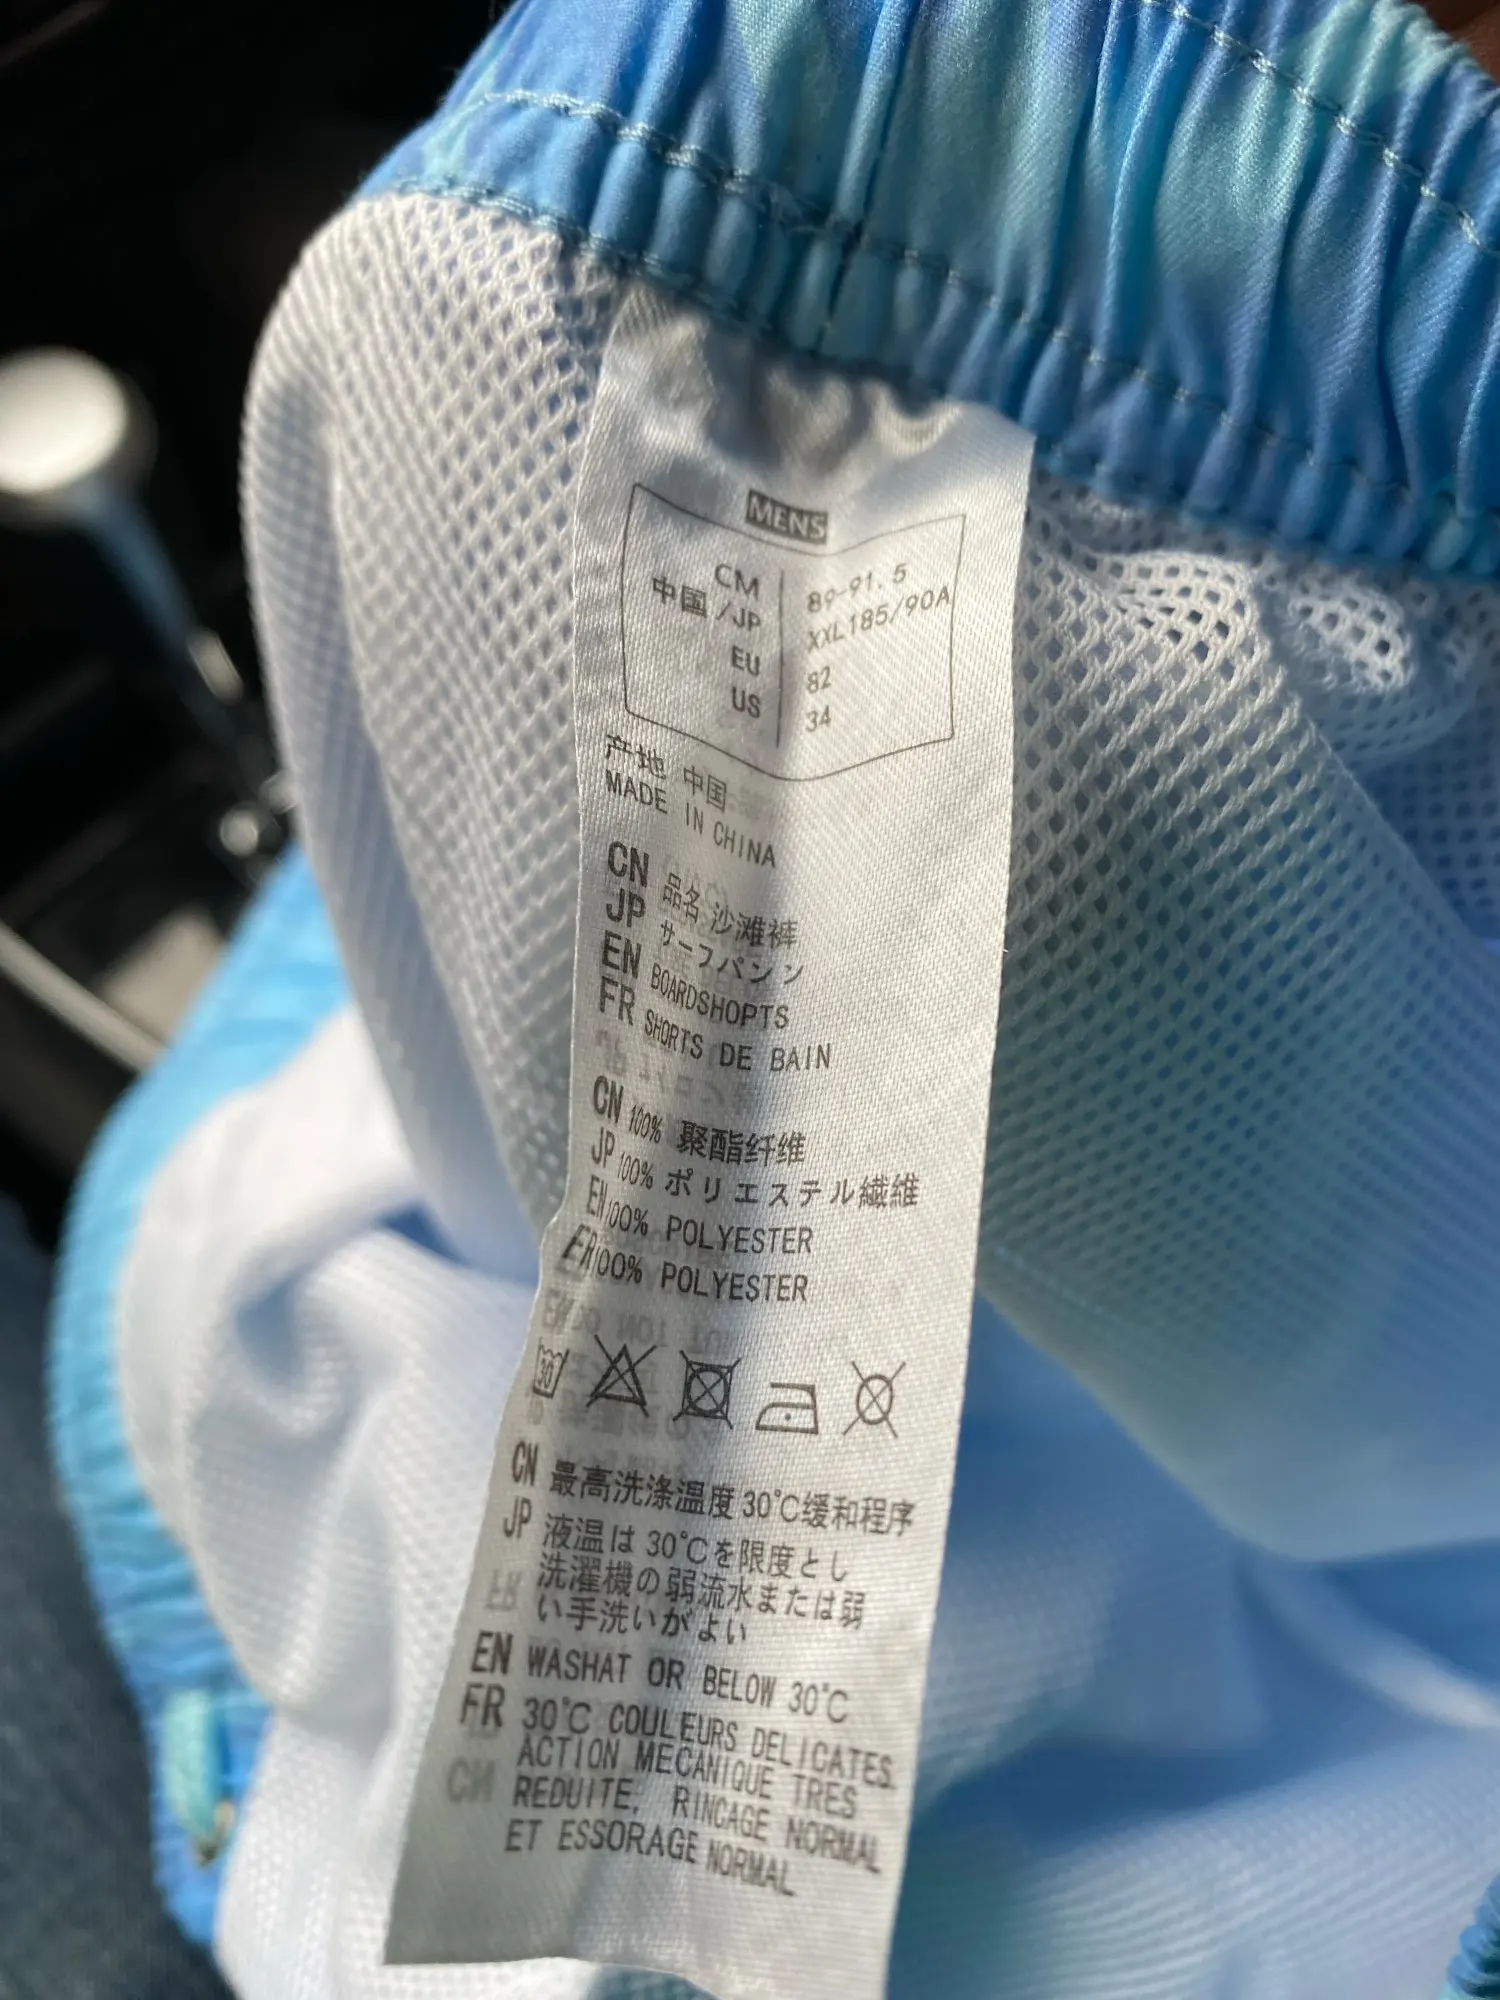 MENS
CM 89-91.5
中国/JP XXL185/90A
EU 82
US 34
产地 中国
MADE IN CHINA
CN 品名 沙滩裤
JP サーフパンン
EN BOARDSHOPTS
FR SHORTS DE BAIN
CN 100% 聚酯纤维
JP 100% ポリエステル繊維
EN 100% POLYESTER
FR 100% POLYESTER
30
CN 最高洗涤温度30℃缓和程序
JP 液温は30℃を限度とし
洗濯機の弱流水または弱
い手洗いがよい
EN WASHAT OR BELOW 30℃
FR 30℃ COULEURS DELICATES.
ACTION MECANIQUE TRES
REDUITE, RINCAGE NORMAL
ET ESSORAGE NORMAL